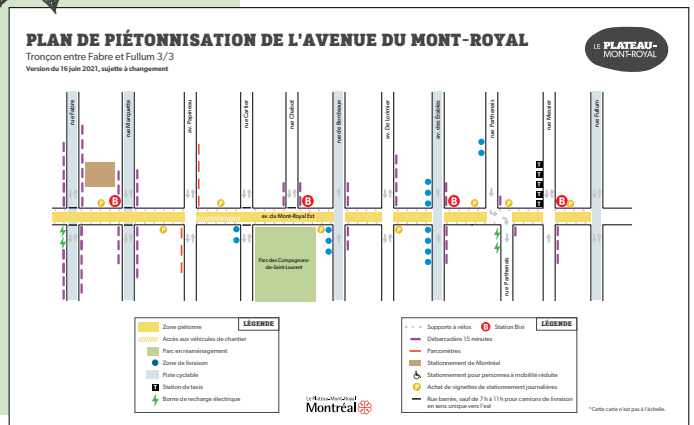 PLAN DE PIÉTONNISATION DE L'AVENUE DU MONT-ROYAL
Tronçon entre Fabre et Fullum 3/3
Version du 16 juin 2021, sujette à changement
LE PLATEAU-
MONT-ROYAL
rue Fabre
rue Marquette
av. Papineau
rue Cartier
rue Chabot
rue de Bordeaux
av. De Lorimier
av. des Érables
rue Parthenais
rue Messier
rue Fullum
T
T
T
T
T
P
B
P
B
B
P
P
B
P
av. du Mont-Royal Est
P
P
P
Parc des Compagnons-
de-Saint-Laurent
rue Parthenais
LÉGENDE
Zone piétonne
Accès aux véhicules de chantier
Parc en réaménagement
Zone de livraison
Piste cyclable
T Station de taxis
Borne de recharge électrique
LÉGENDE
Supports à vélos
B Station Bixi
Débarcadère 15 minutes
Parcomètres
Stationnement de Montréal
Stationnement pour personnes à mobilité réduite
P Achat de vignettes de stationnement journalières
Rue barrée, sauf de 7 h à 11 h pour camions de livraison
en sens unique vers l'est
Le Plateau-Mont-Royal
Montréal
*Cette carte n'est pas à l'échelle.